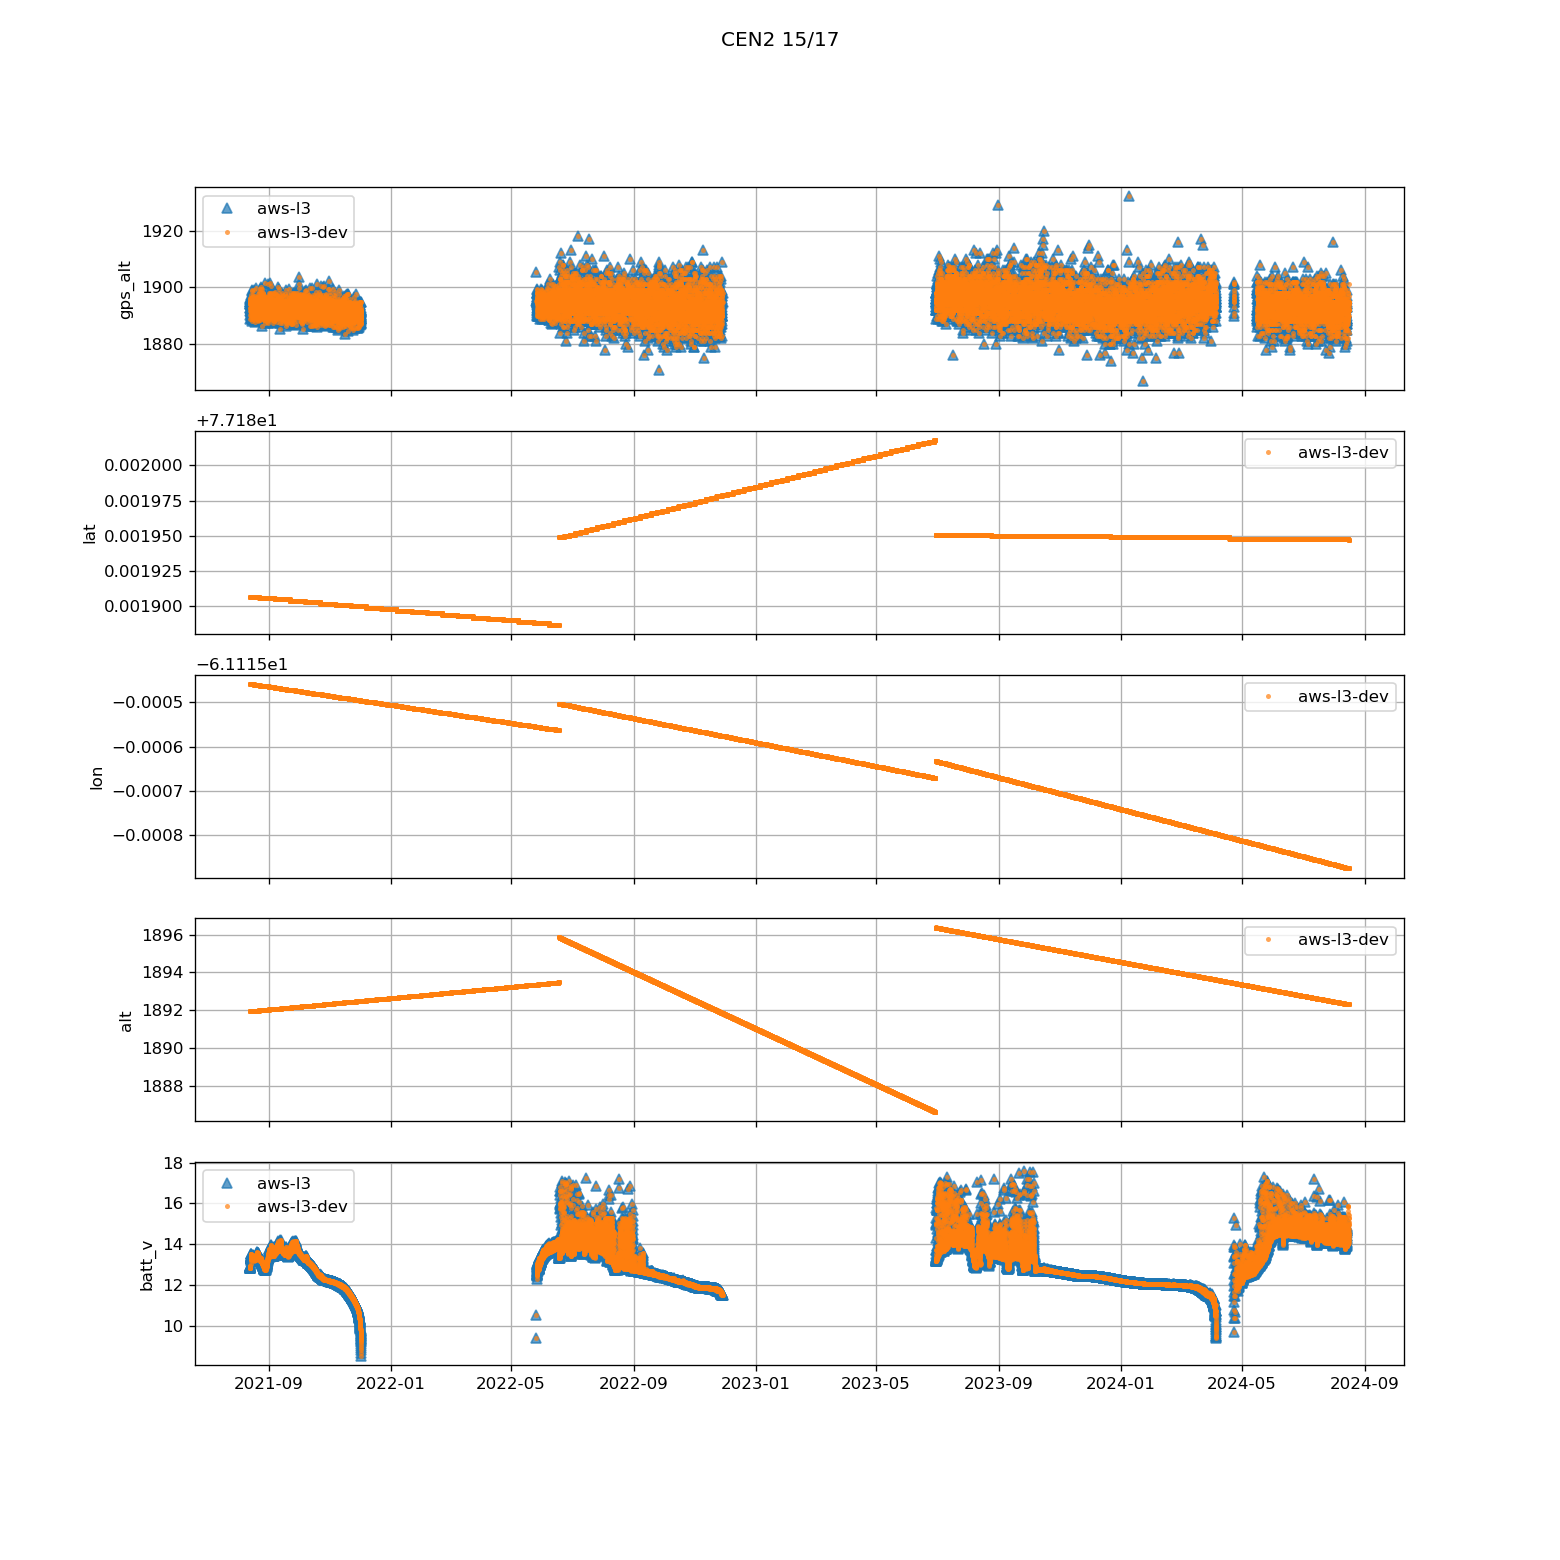 CEN2 15/17
aws-l3
aws-l3-dev
1920
1900
1880
gps_alt
+7.718e1
aws-l3-dev
0.002000
0.001975
0.001950
0.001925
0.001900
lat
−6.1115e1
aws-l3-dev
−0.0005
−0.0006
−0.0007
−0.0008
lon
aws-l3-dev
1896
1894
1892
1890
1888
alt
aws-l3
aws-l3-dev
18
16
14
12
10
batt_v
2021-09 2022-01 2022-05 2022-09 2023-01 2023-05 2023-09 2024-01 2024-05 2024-09